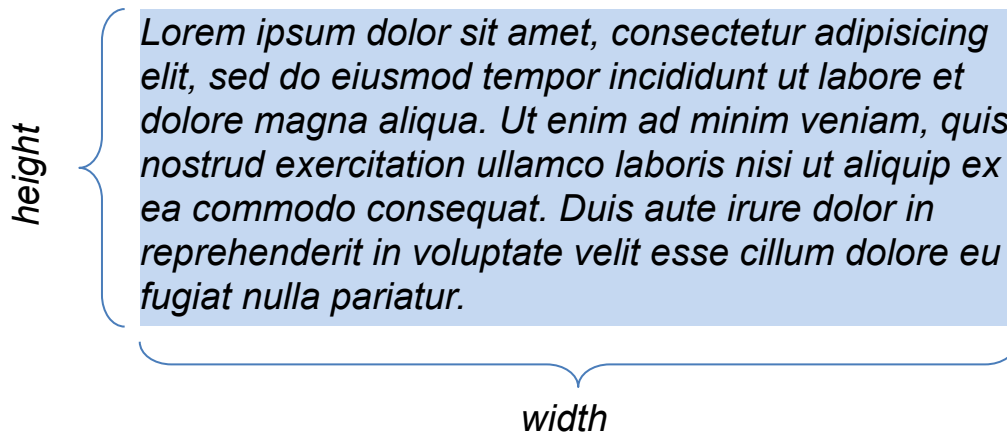 Lorem ipsum dolor sit amet, consectetur adipisicing
elit, sed do eiusmod tempor incididunt ut labore et
dolore magna aliqua. Ut enim ad minim veniam, quis
nostrud exercitation ullamco laboris nisi ut aliquip ex
ea commodo consequat. Duis aute irure dolor in
reprehenderit in voluptate velit esse cillum dolore eu
fugiat nulla pariatur.
height
width